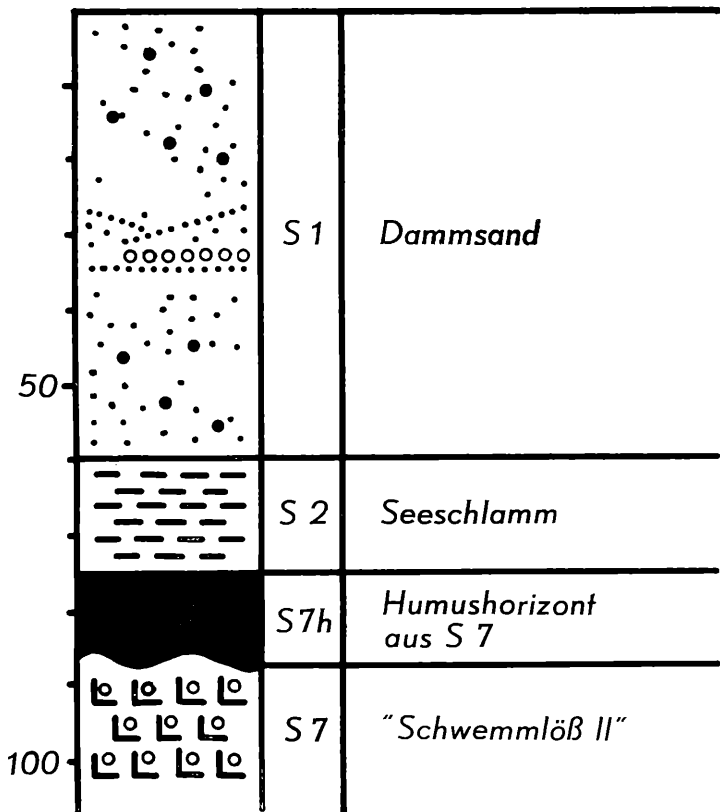 S 1 Dammsand
50
S 2 Seeschlamm
S7h Humushorizont
aus S 7
S 7 "Schwemmlöß II"
100